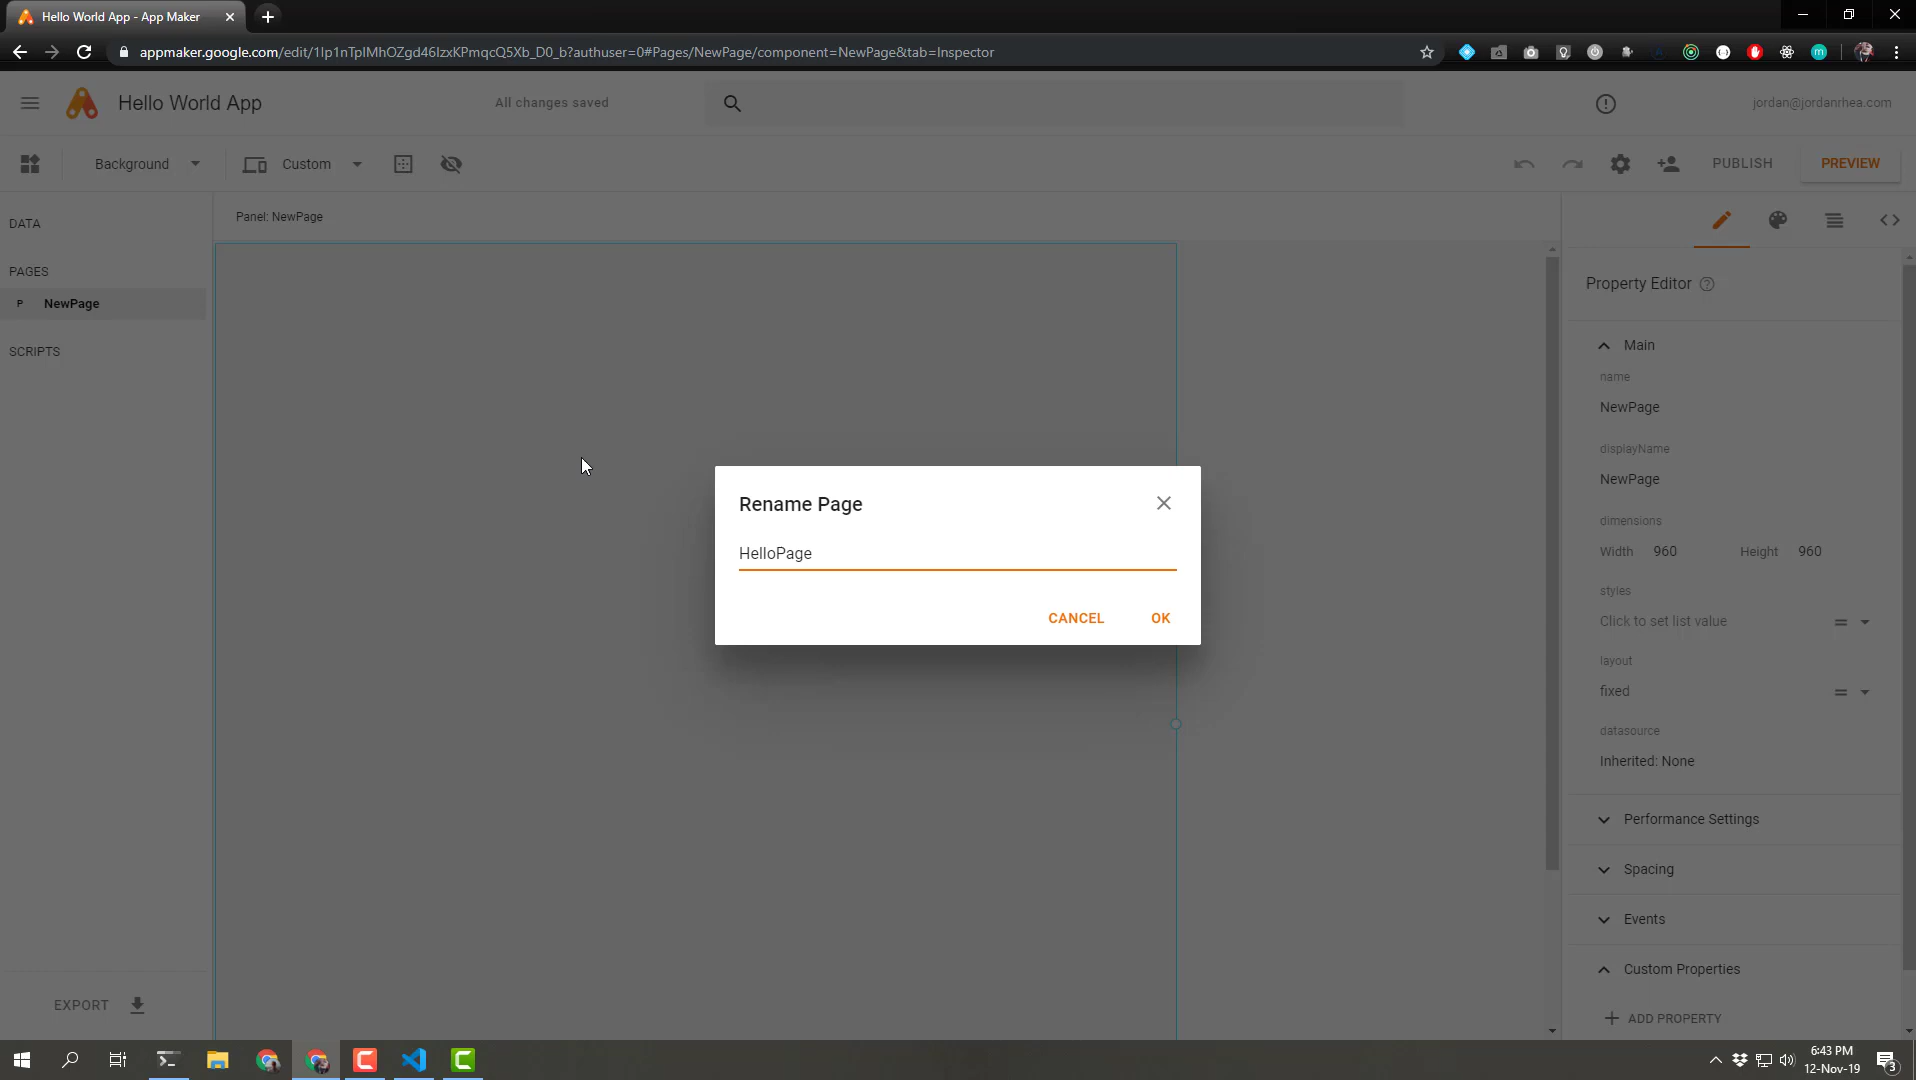 Hello World App - App Maker
appmaker.google.com/edit/1Ip1nTpIMhOZgd46IzxKPmqcQ5Xb_D0_b?authuser=0#Pages/NewPage/component=NewPage&tab=Inspector
Hello World App
All changes saved
jordan@jordanrhea.com
Background
Custom
PUBLISH
PREVIEW
DATA
PAGES
P NewPage
SCRIPTS
EXPORT
Panel: NewPage
Rename Page
HelloPage
CANCEL
OK
Property Editor
Main
name
NewPage
displayName
NewPage
dimensions
Width 960 Height 960
styles
Click to set list value
layout
fixed
datasource
Inherited: None
Performance Settings
Spacing
Events
Custom Properties
ADD PROPERTY
6:43 PM
12-Nov-19
3